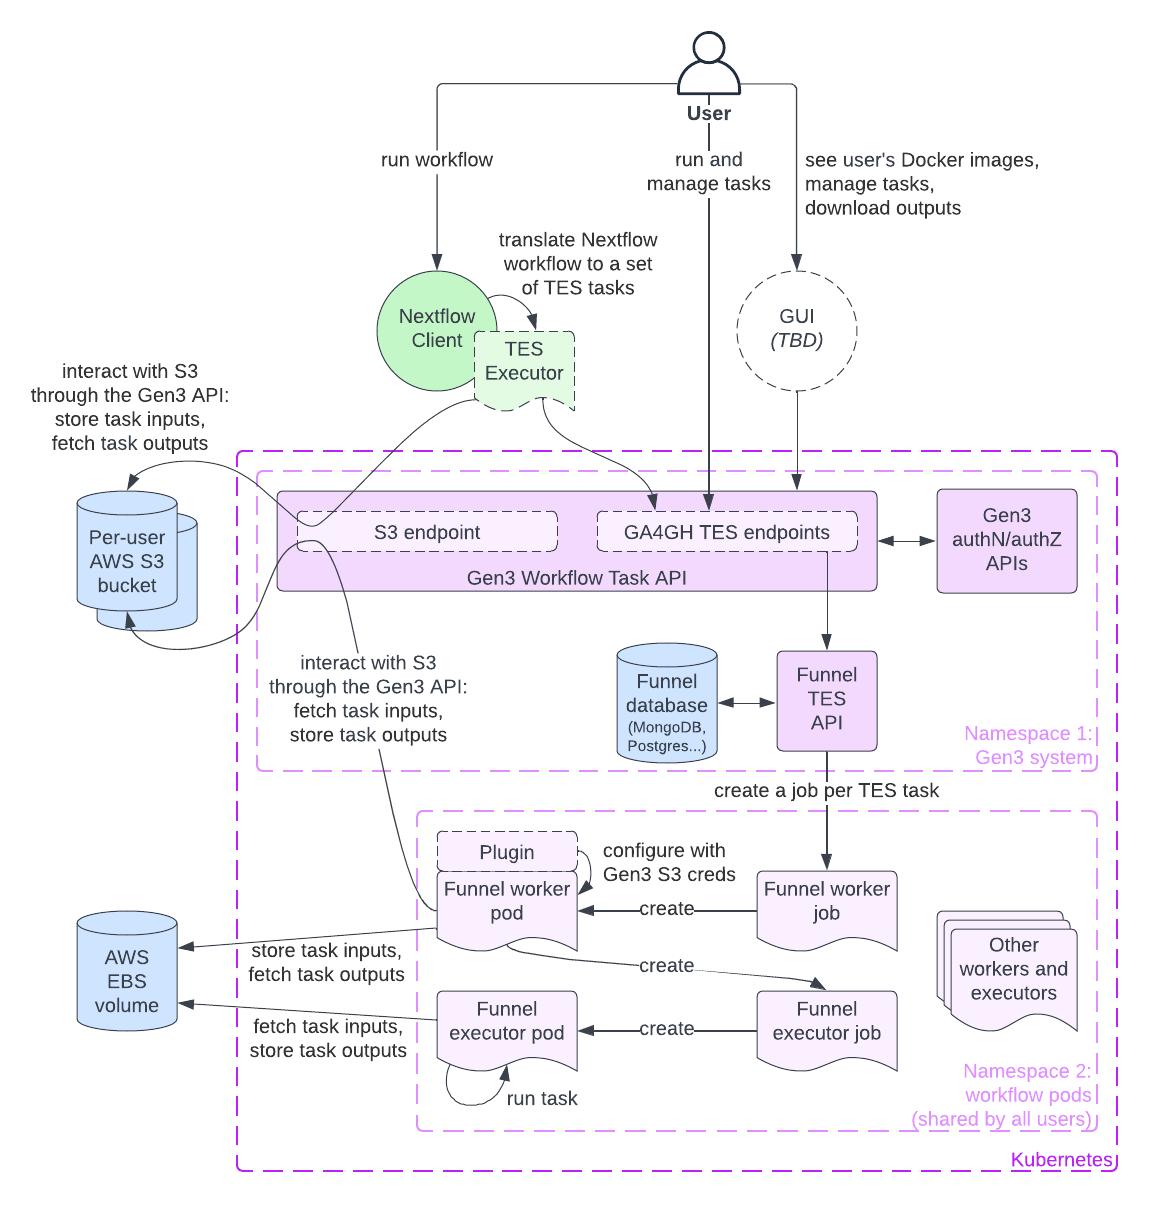 User
run workflow
run and
manage tasks
see user's Docker images,
manage tasks,
download outputs
translate Nextflow
workflow to a set
of TES tasks
Nextflow
Client
TES
Executor
GUI
(TBD)
interact with S3
through the Gen3 API:
store task inputs,
fetch task outputs
Per-user
AWS S3
bucket
S3 endpoint
GA4GH TES endpoints
Gen3 Workflow Task API
Gen3
authN/authZ
APIs
interact with S3
through the Gen3 API:
fetch task inputs,
store task outputs
Funnel
database
(MongoDB,
Postgres...)
Funnel
TES
API
Namespace 1:
Gen3 system
create a job per TES task
Plugin
configure with
Gen3 S3 creds
Funnel worker
pod
create
Funnel worker
job
AWS
EBS
volume
store task inputs,
fetch task outputs
create
Other
workers and
executors
fetch task inputs,
store task outputs
Funnel
executor pod
create
Funnel
executor job
run task
Namespace 2:
workflow pods
(shared by all users)
Kubernetes